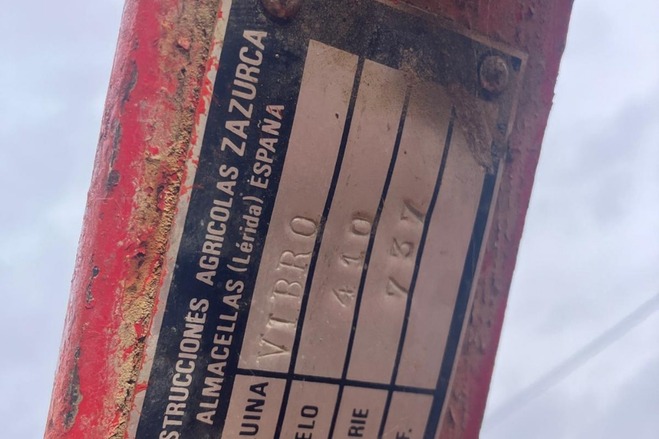 STRUCCIONES AGRICOLAS ZAZURCA
ALMACELLAS (Lérida) ESPAÑA
UINA VIBRO
ELO 410
RIE 737
F.